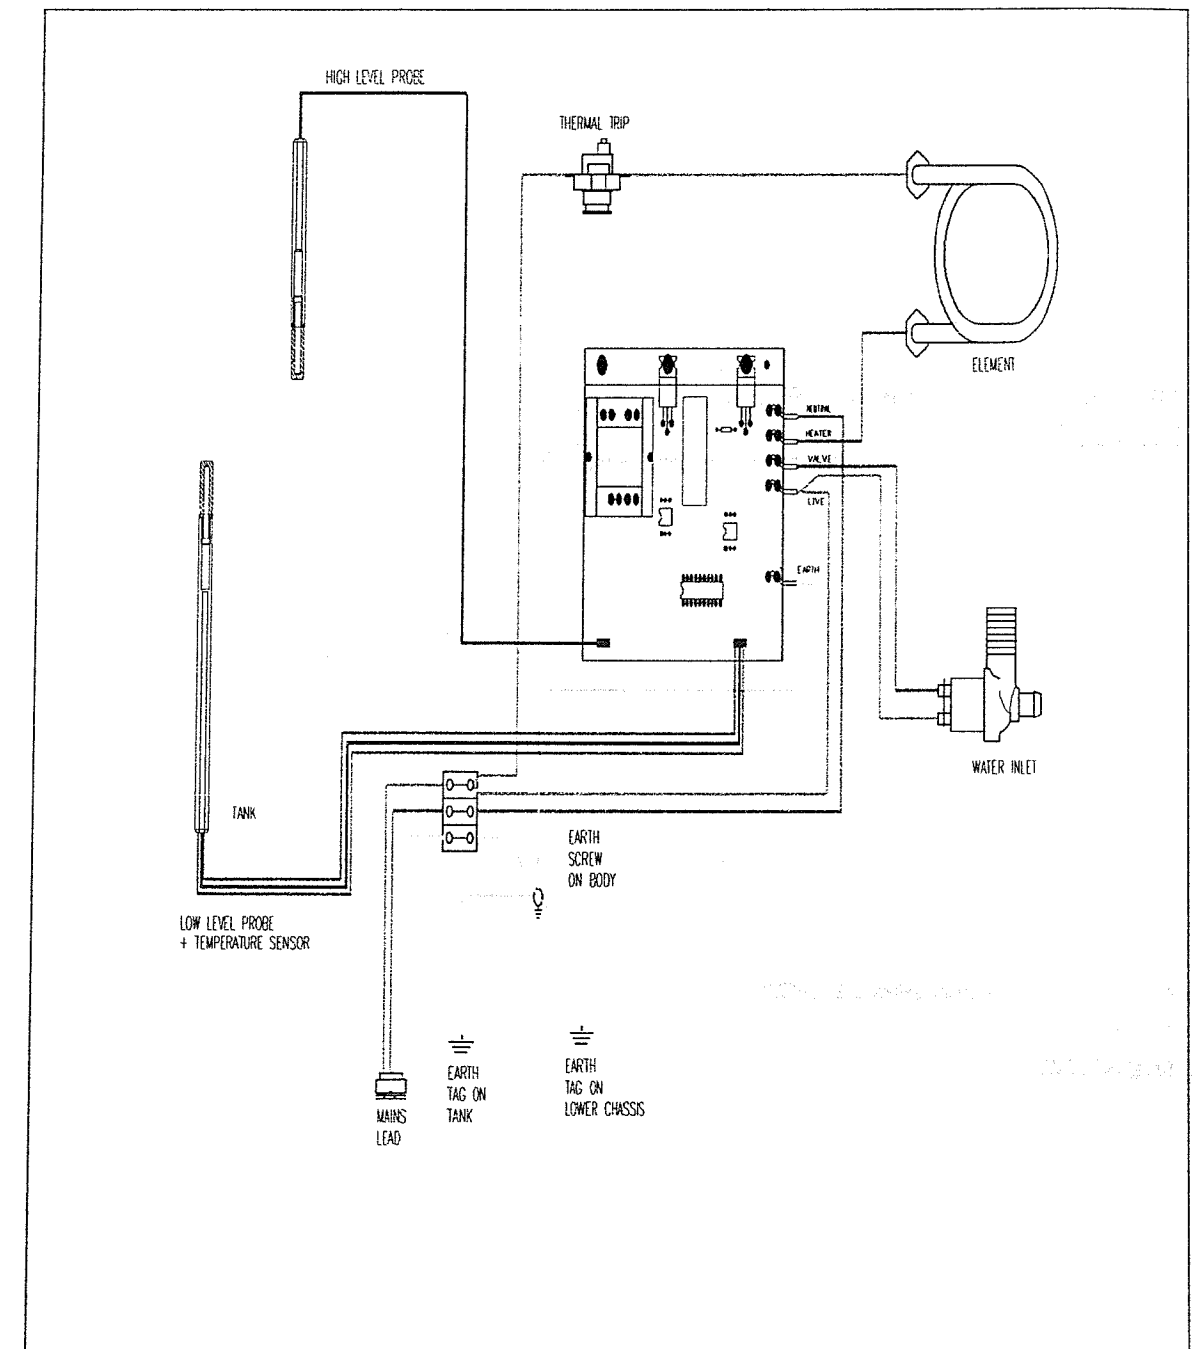 HIGH LEVEL PROBE
THERMAL TRIP
ELEMENT
NEUTRAL
HEATER
VALVE
LIVE
EARTH
WATER INLET
TANK
EARTH
SCREW
ON BODY
LOW LEVEL PROBE
+ TEMPERATURE SENSOR
EARTH
TAG ON
TANK
EARTH
TAG ON
LOWER CHASSIS
MAINS
LEAD